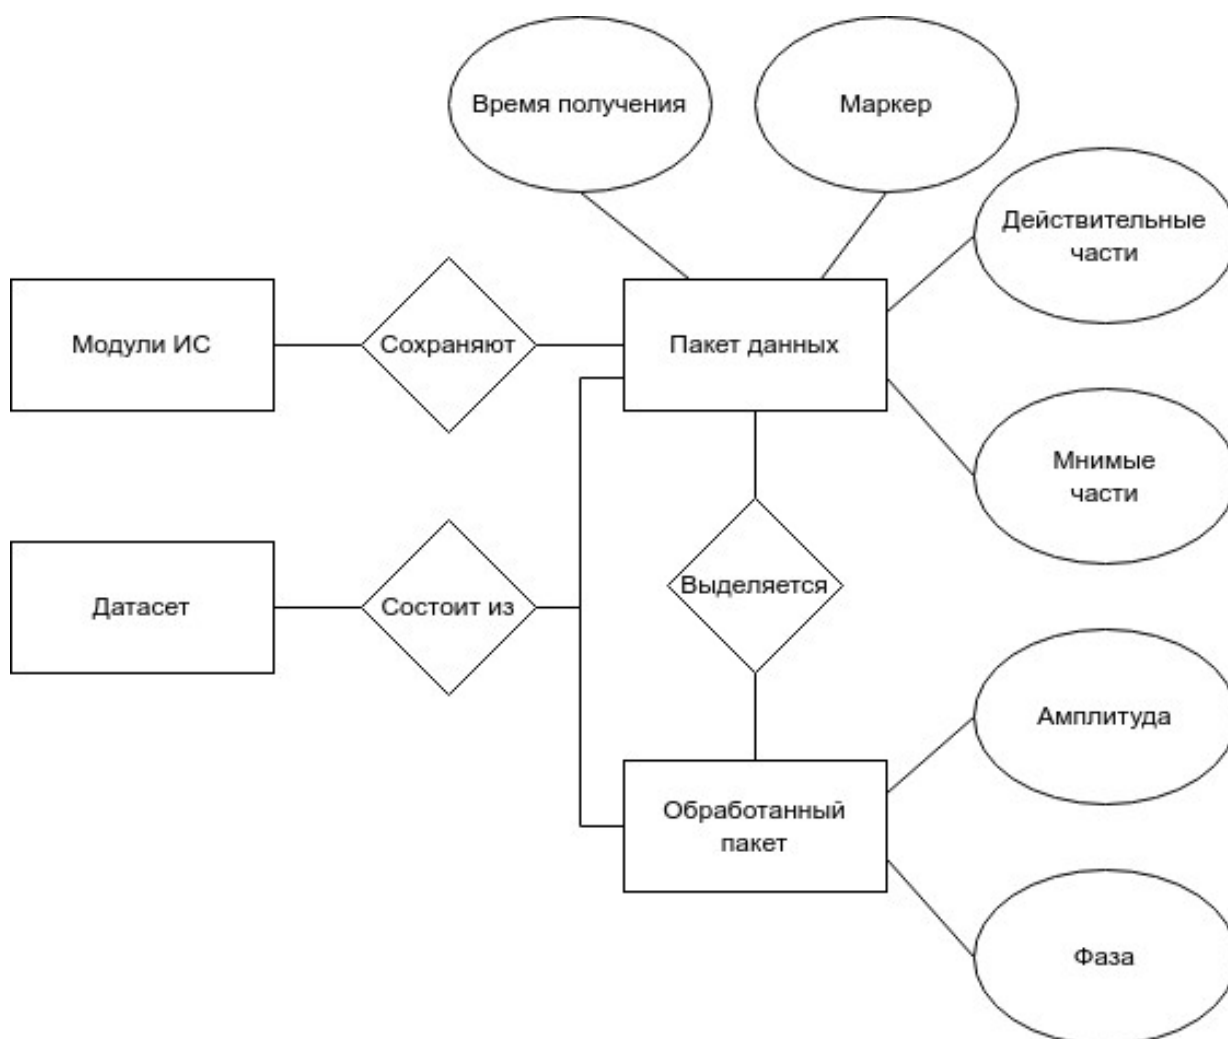 Время получения
Маркер
Действительные
части
Модули ИС
Сохраняют
Пакет данных
Мнимые
части
Датасет
Состоит из
Выделяется
Амплитуда
Обработанный
пакет
Фаза